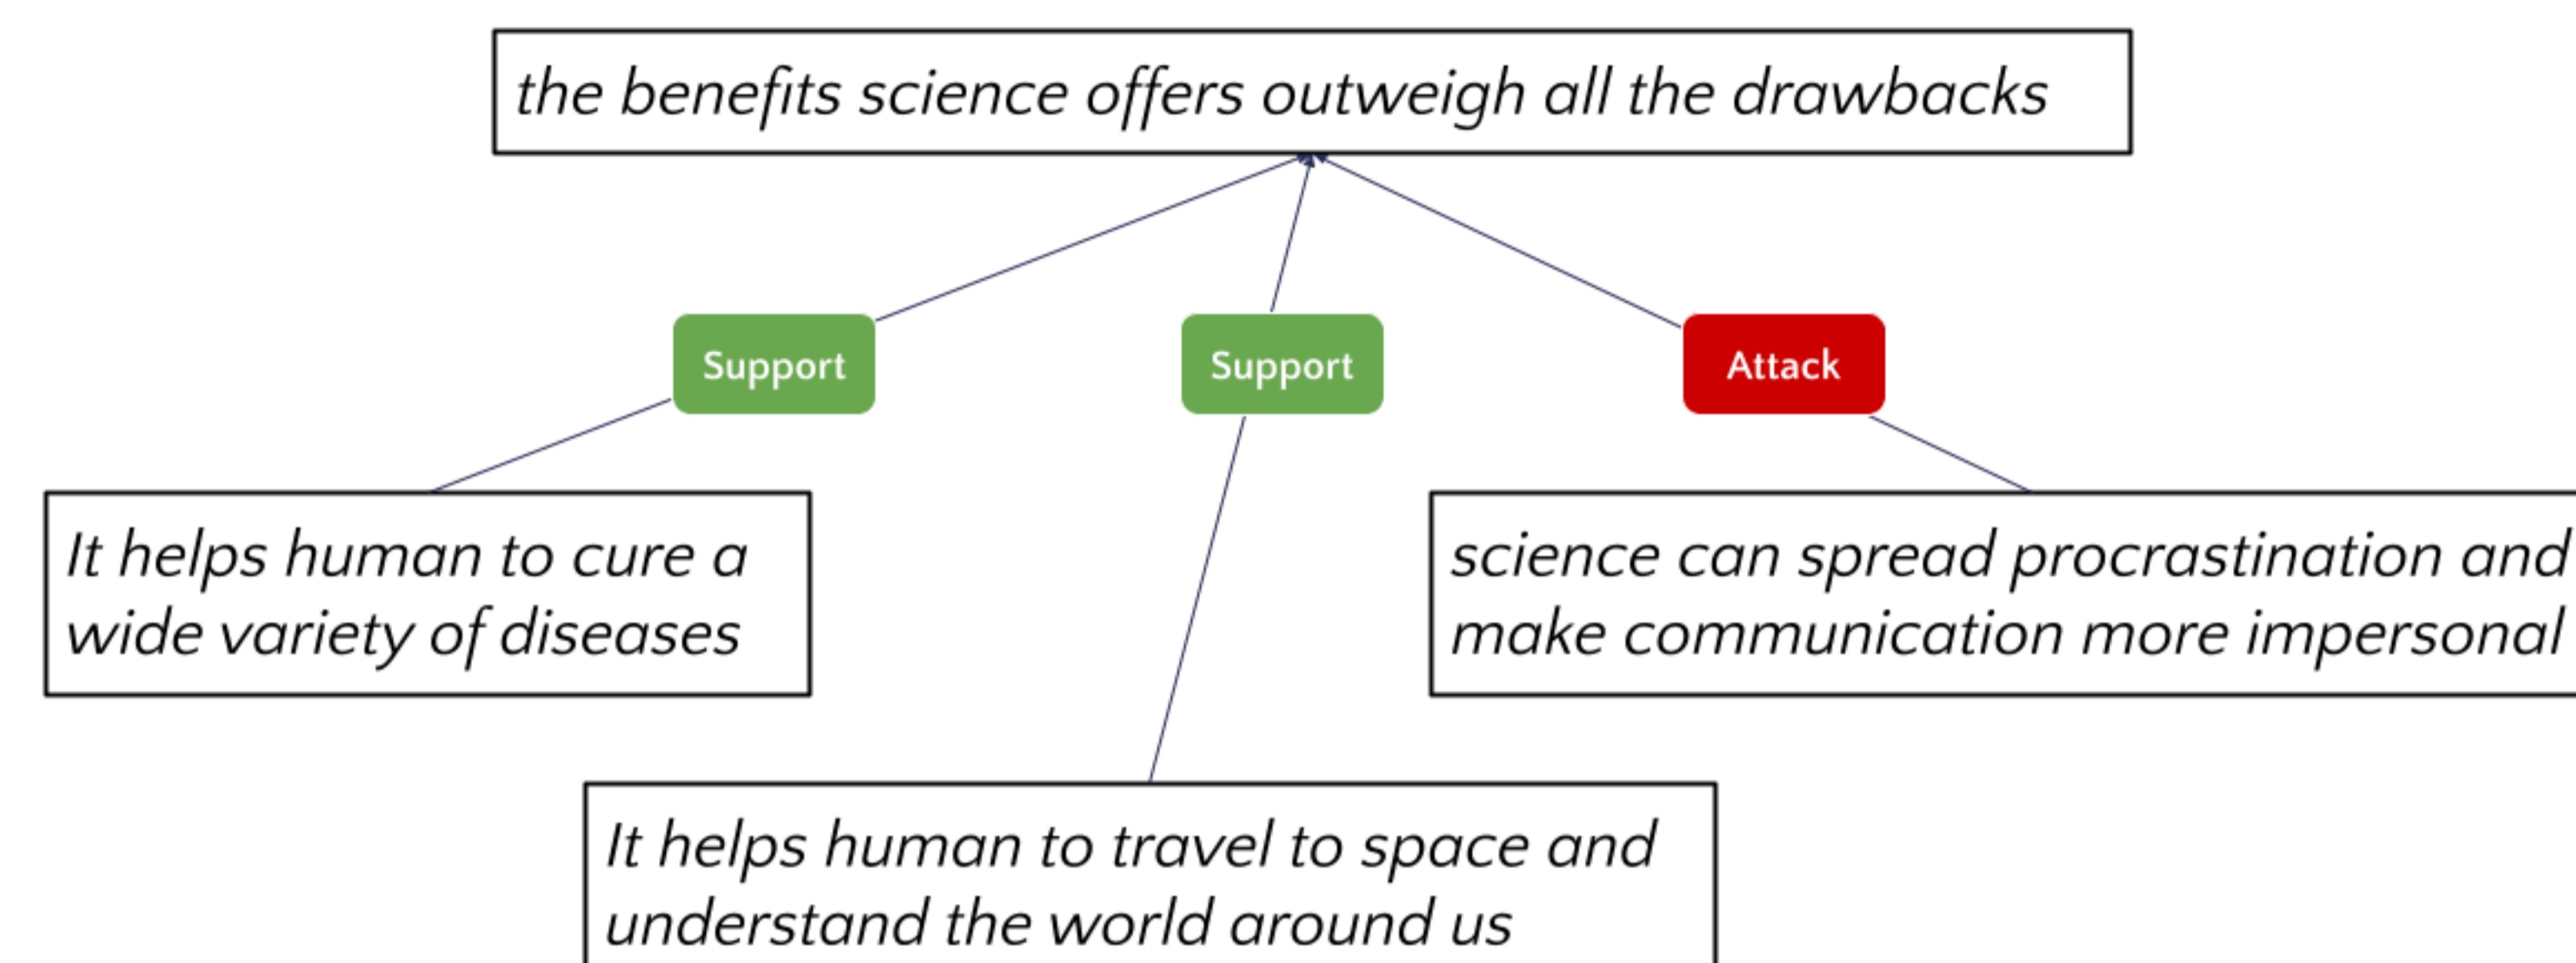 the benefits science offers outweigh all the drawbacks
Support
Support
Attack
It helps human to cure a
wide variety of diseases
science can spread procrastination and
make communication more impersonal
It helps human to travel to space and
understand the world around us